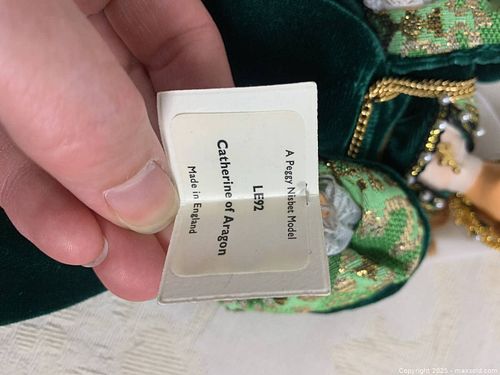 A Peggy Nisbet Model
LE92
Catherine of Aragon
Made in England
Copyright 2025 - maxsold.com